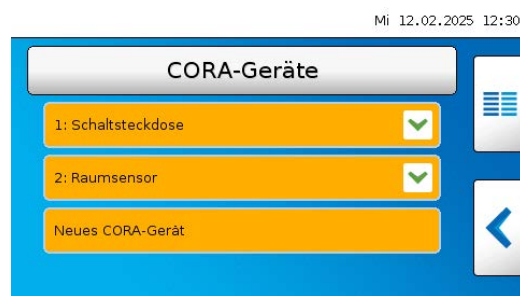 Mi 12.02.2025 12:30
CORA-Geräte
1: Schaltsteckdose
2: Raumsensor
Neues CORA-Gerät